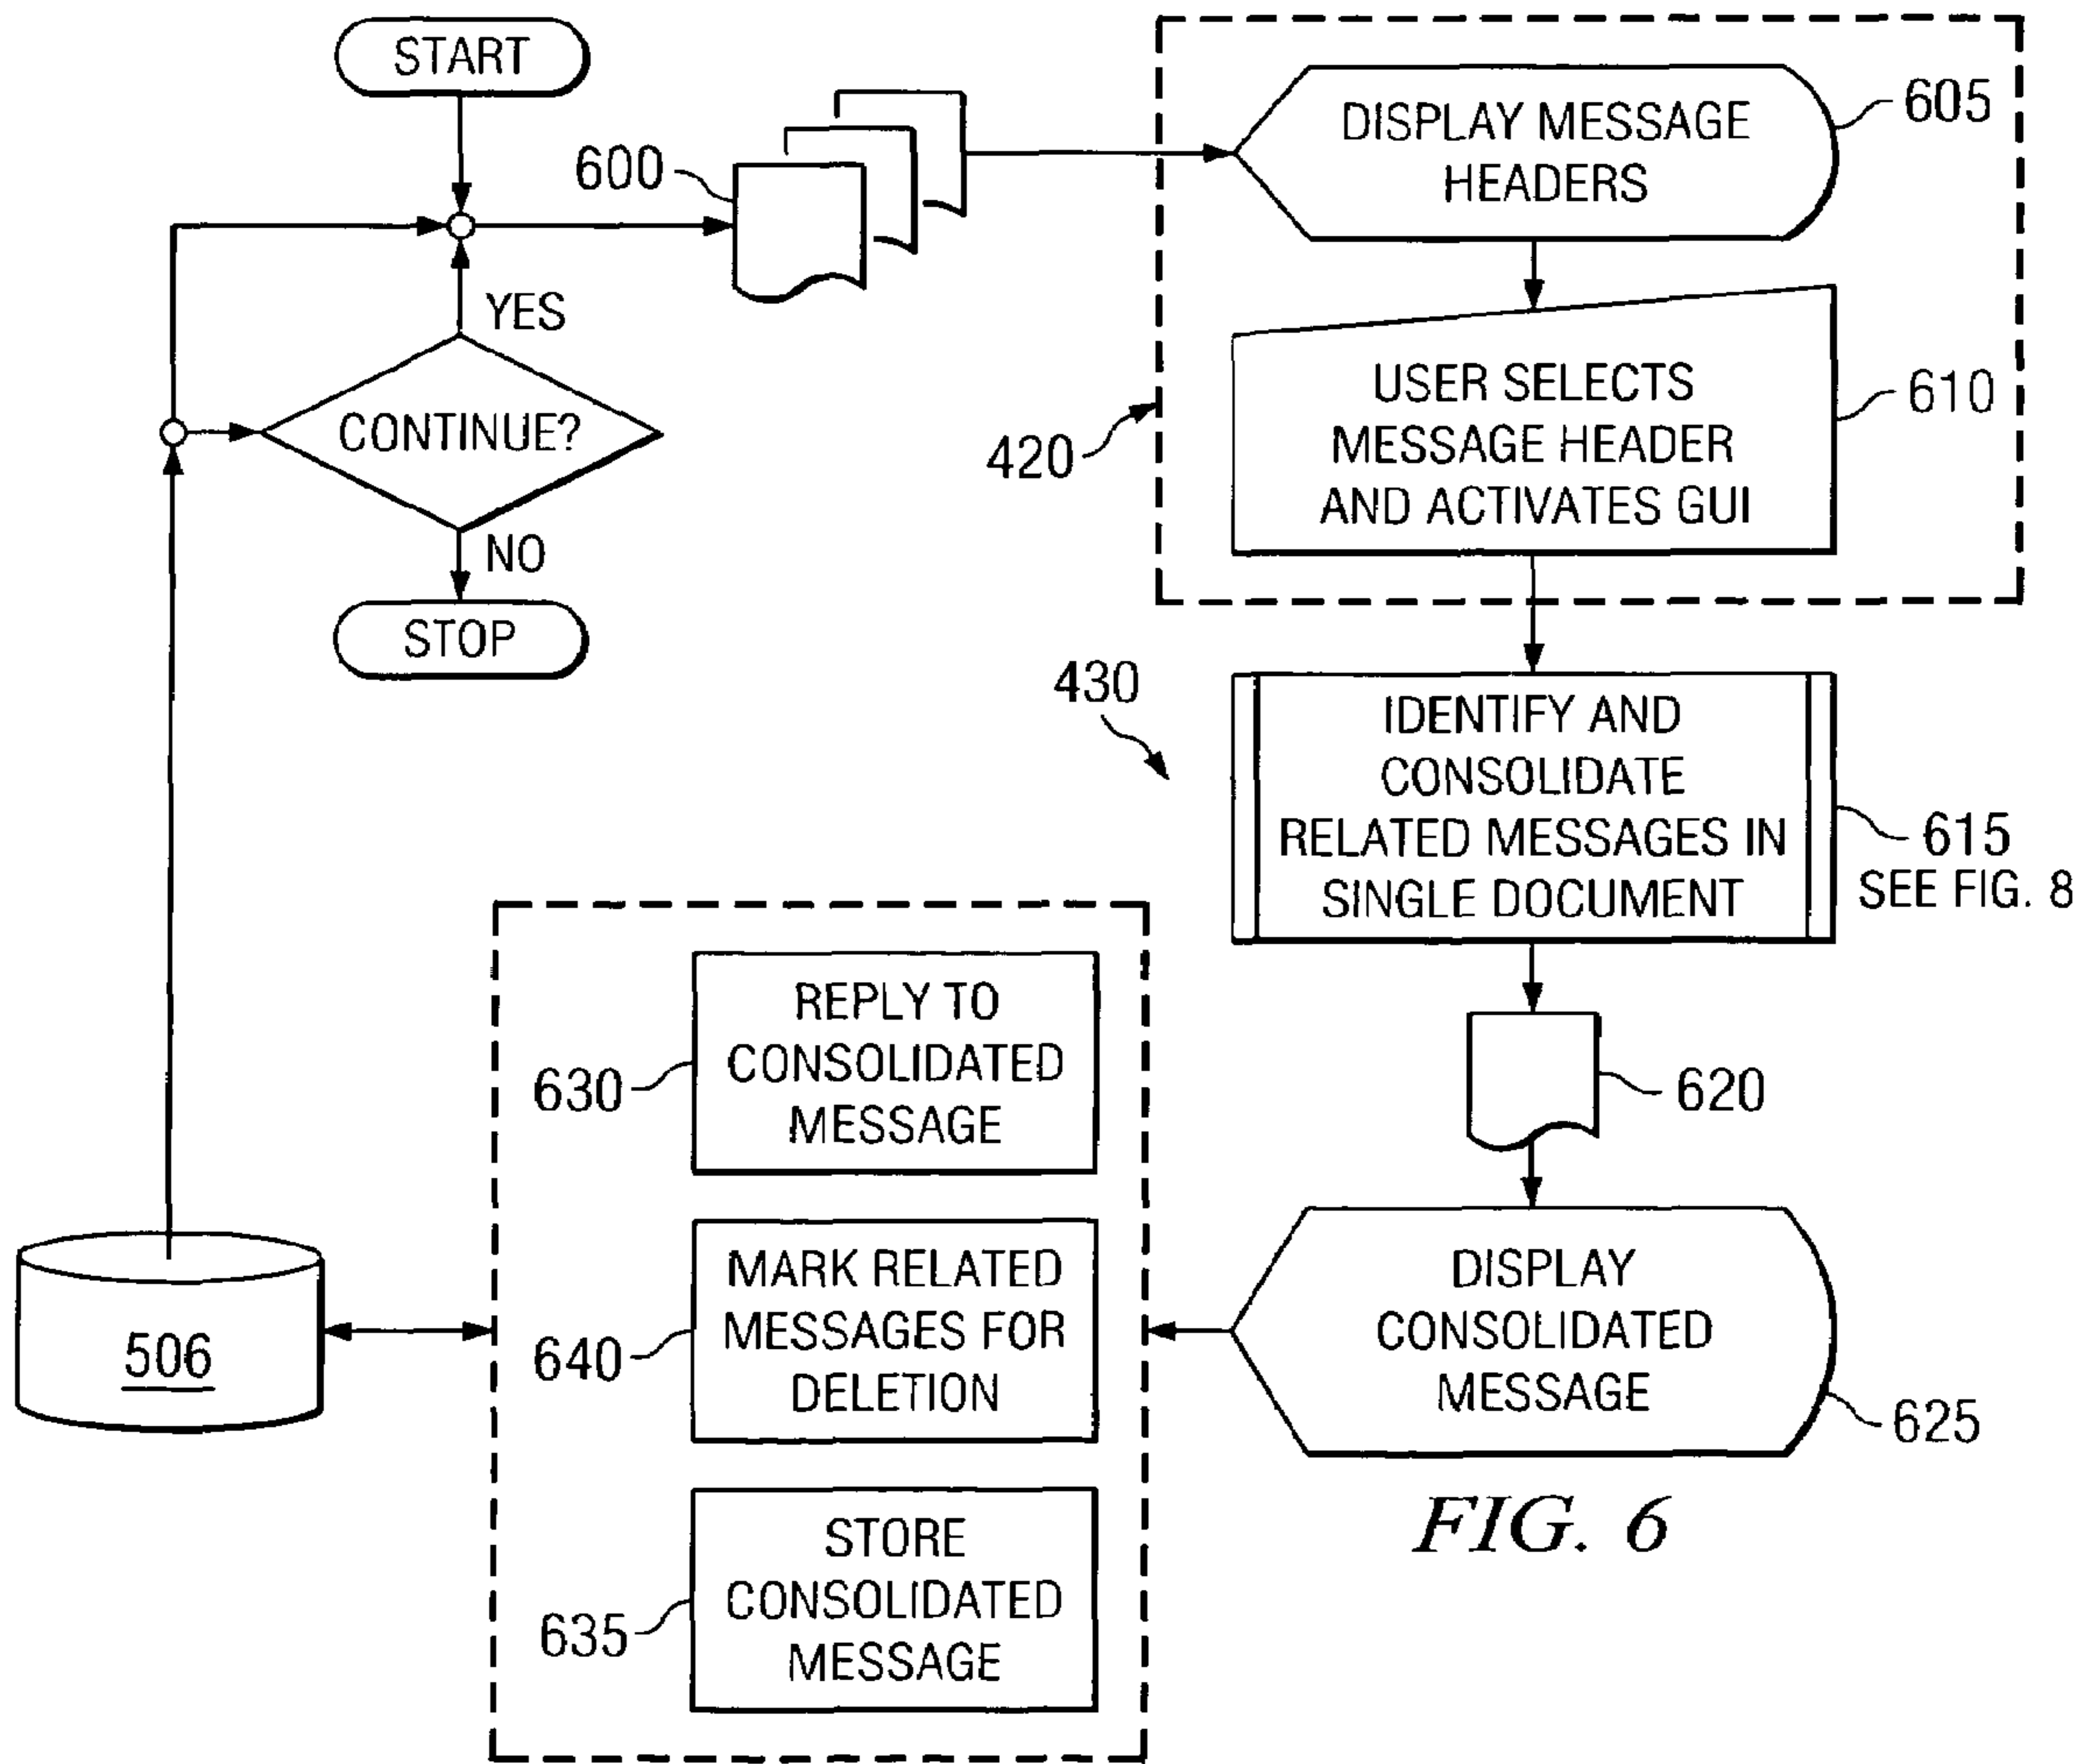 START
600
DISPLAY MESSAGE
HEADERS
605
YES
CONTINUE?
NO
STOP
USER SELECTS
MESSAGE HEADER
AND ACTIVATES GUI
610
420
430
IDENTIFY AND
CONSOLIDATE
RELATED MESSAGES IN
SINGLE DOCUMENT
615
SEE FIG. 8
620
DISPLAY
CONSOLIDATED
MESSAGE
625
REPLY TO
CONSOLIDATED
MESSAGE
630
MARK RELATED
MESSAGES FOR
DELETION
640
STORE
CONSOLIDATED
MESSAGE
635
506
FIG. 6